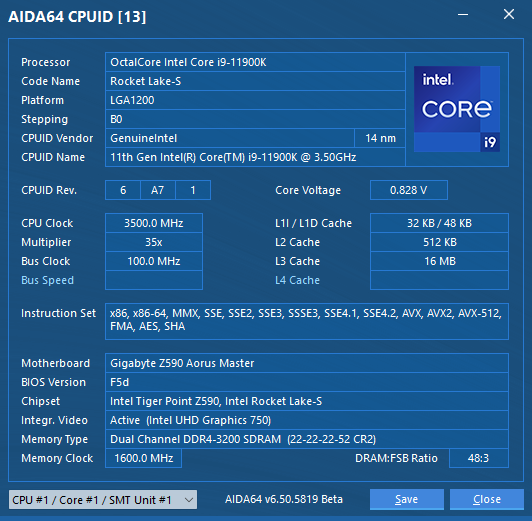 AIDA64 CPUID [13]
Processor OctalCore Intel Core i9-11900K
Code Name Rocket Lake-S
Platform LGA1200
Stepping B0
CPUID Vendor GenuineIntel 14 nm
CPUID Name 11th Gen Intel(R) Core(TM) i9-11900K @ 3.50GHz
intel
CORE
i9
CPUID Rev. 6 A7 1 Core Voltage 0.828 V
CPU Clock 3500.0 MHz L1I / L1D Cache 32 KB / 48 KB
Multiplier 35x L2 Cache 512 KB
Bus Clock 100.0 MHz L3 Cache 16 MB
Bus Speed L4 Cache
Instruction Set x86, x86-64, MMX, SSE, SSE2, SSE3, SSSE3, SSE4.1, SSE4.2, AVX, AVX2, AVX-512,
FMA, AES, SHA
Motherboard Gigabyte Z590 Aorus Master
BIOS Version F5d
Chipset Intel Tiger Point Z590, Intel Rocket Lake-S
Integr. Video Active (Intel UHD Graphics 750)
Memory Type Dual Channel DDR4-3200 SDRAM (22-22-22-52 CR2)
Memory Clock 1600.0 MHz DRAM:FSB Ratio 48:3
CPU #1 / Core #1 / SMT Unit #1 AIDA64 v6.50.5819 Beta Save Close